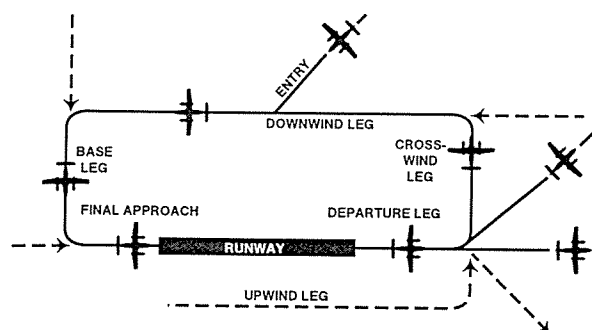 ENTRY
DOWNWIND LEG
BASE
LEG
CROSS-
WIND
LEG
FINAL APPROACH
DEPARTURE LEG
RUNWAY
UPWIND LEG